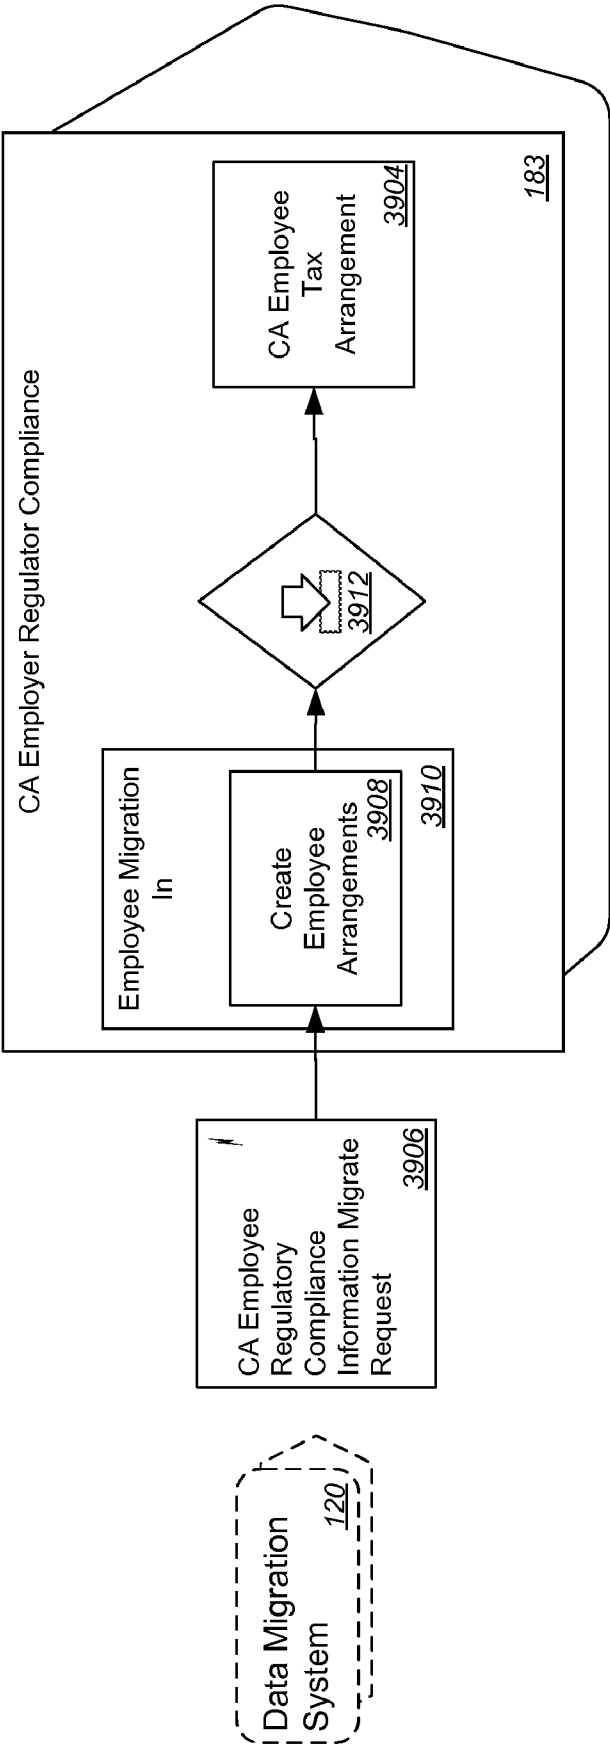 CA Employer Regulator Compliance
183
Data Migration
System
120
CA Employee
Regulatory
Compliance
Information Migrate
Request
3906
Employee Migration
In
3910
Create
Employee
Arrangements
3908
3912
CA Employee
Tax
Arrangement
3904